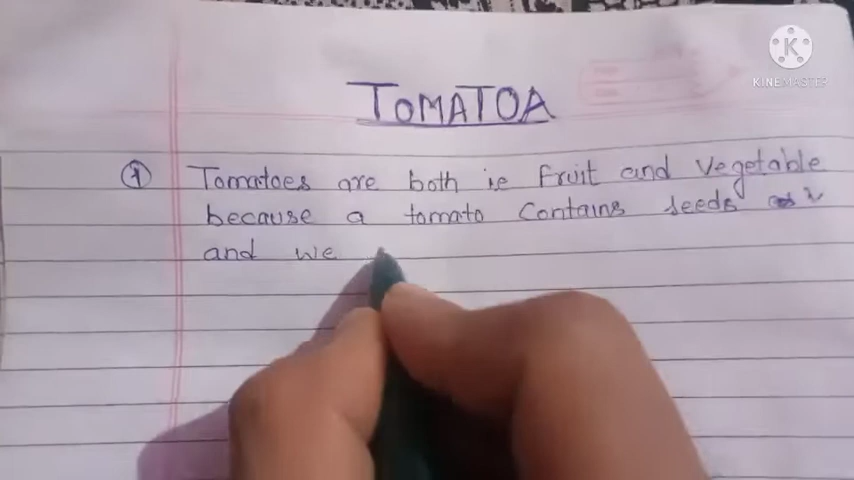 KINEMASTER
TOMATOA
1 Tomatoes are both ie Fruit and Vegetable
because a tomato Contains seeds
and we